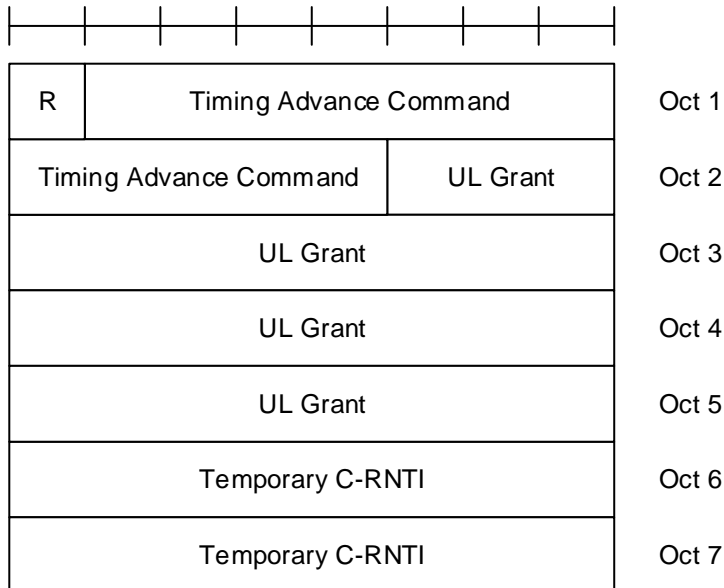 R Timing Advance Command Oct 1
Timing Advance Command UL Grant Oct 2
UL Grant Oct 3
UL Grant Oct 4
UL Grant Oct 5
Temporary C-RNTI Oct 6
Temporary C-RNTI Oct 7